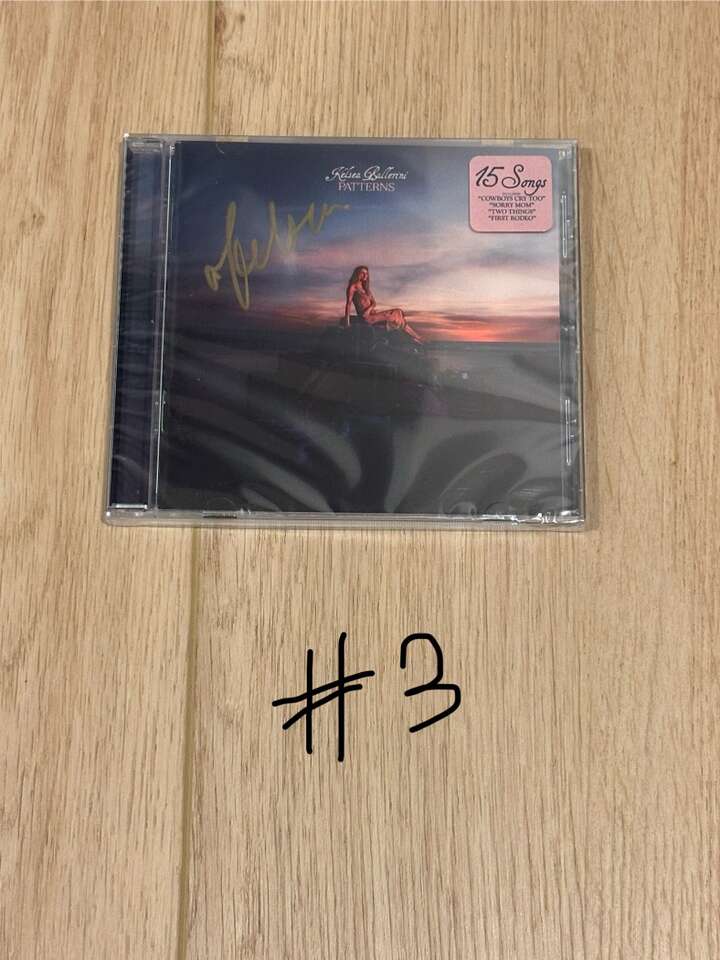 Kelsea Ballerini
PATTERNS
15 Songs
"COWBOYS CRY TOO"
"SORRY MOM"
"TWO THINGS"
"FIRST RODEO"
#3